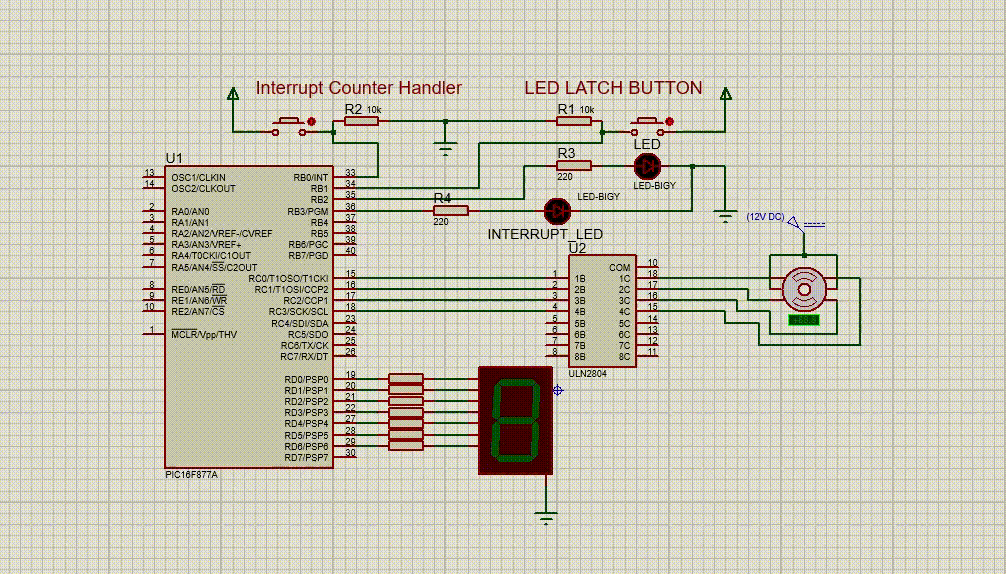 Interrupt Counter Handler
LED LATCH BUTTON
R2 10k
R1 10k
LED
U1
R3
220
LED-BIGY
R4
220
LED-BIGY
INTERRUPT_LED
13 OSC1/CLKIN
14 OSC2/CLKOUT
2 RA0/AN0
3 RA1/AN1
4 RA2/AN2/VREF-/CVREF
5 RA3/AN3/VREF+
6 RA4/T0CKI/C1OUT
7 RA5/AN4/SS/C2OUT
8 RE0/AN5/RD
9 RE1/AN6/WR
10 RE2/AN7/CS
1 MCLR/Vpp/THV
RB0/INT 33
RB1 34
RB2 35
RB3/PGM 36
RB4 37
RB5 38
RB6/PGC 39
RB7/PGD 40
RC0/T1OSO/T1CKI 15
RC1/T1OSI/CCP2 16
RC2/CCP1 17
RC3/SCK/SCL 18
RC4/SDI/SDA 23
RC5/SDO 24
RC6/TX/CK 25
RC7/RX/DT 26
RD0/PSP0 19
RD1/PSP1 20
RD2/PSP2 21
RD3/PSP3 22
RD4/PSP4 27
RD5/PSP5 28
RD6/PSP6 29
RD7/PSP7 30
PIC16F877A
U2
COM 10
1 1B 1C 18
2 2B 2C 17
3 3B 3C 16
4 4B 4C 15
5 5B 5C 14
6 6B 6C 13
7 7B 7C 12
8 8B 8C 11
ULN2804
(12V DC)